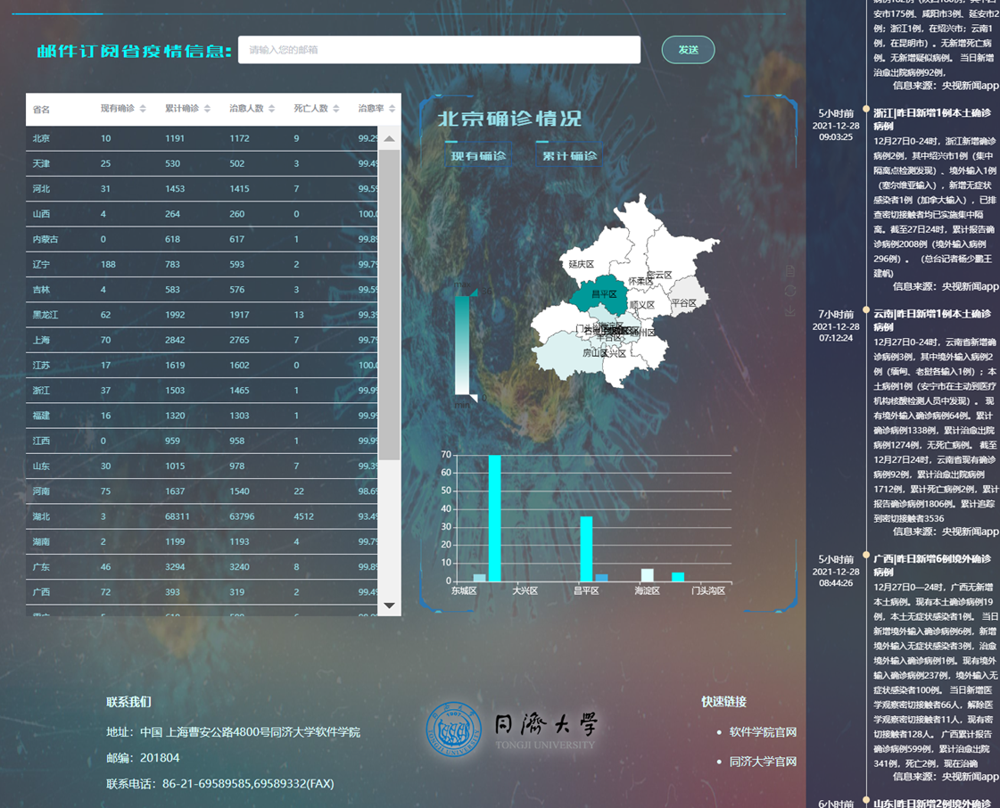 邮件订阅省疫情信息:
请输入您的邮箱
发送
省名 现有确诊 累计确诊 治愈人数 死亡人数 治愈率
北京 10 1191 1172 9 99.2
天津 25 530 502 3 99.4
河北 31 1453 1415 7 99.5
山西 4 264 260 0 100.
内蒙古 0 618 617 1 99.8
辽宁 188 783 593 2 99.7
吉林 4 583 576 3 99.5
黑龙江 62 1992 1917 13 99.3
上海 70 2842 2765 7 99.7
江苏 17 1619 1602 0 100.
浙江 37 1503 1465 1 99.9
福建 16 1320 1303 1 99.9
江西 0 959 958 1 99.9
山东 30 1015 978 7 99.3
河南 75 1637 1540 22 98.6
湖北 3 68311 63796 4512 93.4
湖南 2 1199 1193 4 99.7
广东 46 3294 3240 8 99.8
广西 72 393 319 2 99.4
北京确诊情况
现有确诊 累计确诊
延庆区
密云区
怀柔区
昌平区
顺义区
平谷区
海淀区
丰台区
通州区
房山区
大兴区
min
70
60
50
40
30
20
10
0
东城区 大兴区 昌平区 海淀区 门头沟区
联系我们
地址：中国 上海曹安公路4800号同济大学软件学院
邮编：201804
联系电话：86-21-69589585,69589332(FAX)
1907
同濟大學
TONGJI UNIVERSITY
快速链接
• 软件学院官网
• 同济大学官网
安市175例、咸阳市3例、延安市2
例；浙江1例，在绍兴市；云南1
例，在昆明市）。无新增死亡病
例。无新增疑似病例。 当日新增
治愈出院病例92例，
信息来源：央视新闻app
5小时前
2021-12-28
09:03:25
浙江|昨日新增1例本土确诊
病例
12月27日0-24时，浙江新增确诊
病例2例，其中绍兴市1例（集中
隔离点检测发现）、境外输入1例
（塞尔维亚输入），新增无症状
感染者1例（加拿大输入），已排
查密切接触者均已实施集中隔
离。截至27日24时，累计报告确
诊病例2008例（境外输入病例
296例）。 （总台记者杨少鹏王
建帆）
信息来源：央视新闻app
7小时前
2021-12-28
07:12:24
云南|昨日新增1例本土确诊
病例
12月27日0-24时，云南省新增确
诊病例3例，其中境外输入病例2
例（缅甸、老挝各输入1例）；本
土病例1例（安宁市在主动到医疗
机构核酸检测人员中发现）。 现
有境外输入确诊病例64例。累计
确诊病例1338例，累计治愈出院
病例1274例，无死亡病例。 截至
12月27日24时，云南省现有确诊
病例92例，累计治愈出院病例
1712例，累计死亡病例2例，累计
报告确诊病例1806例。累计追踪
到密切接触者3536
信息来源：央视新闻app
5小时前
2021-12-28
08:44:26
广西|昨日新增6例境外确诊
病例
12月27日0—24时，广西无新增
本土病例。现有本土确诊病例19
例，本土无症状感染者1例。 当日
新增境外输入确诊病例6例，新增
境外输入无症状感染者3例，治愈
境外输入确诊病例1例。现有境外
输入确诊病例237例，境外输入无
症状感染者100例。 当日新增医
学观察密切接触者66人，解除医
学观察密切接触者11人，现有密
切接触者128人。 广西累计报告
确诊病例599例，累计治愈出院
341例，死亡2例，现在治确
信息来源：央视新闻app
6小时前
山东|昨日新增2例境外确诊